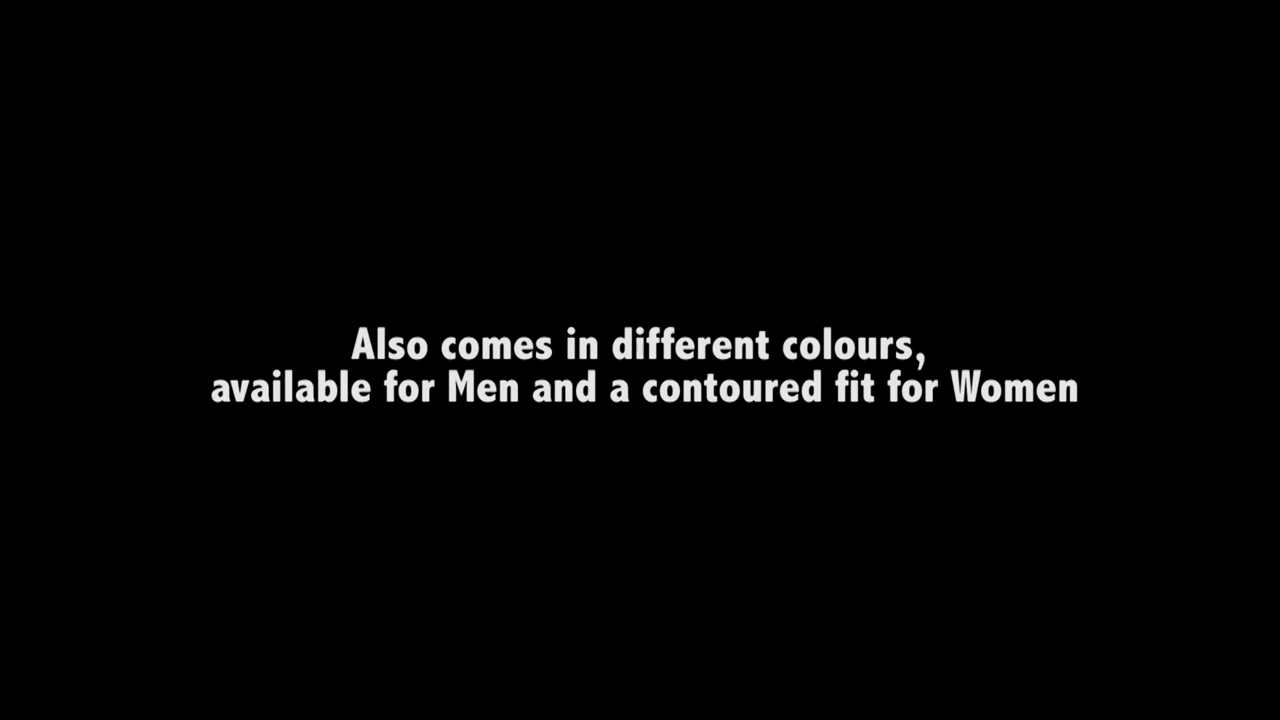 Also comes in different colours,
available for Men and a contoured fit for Women